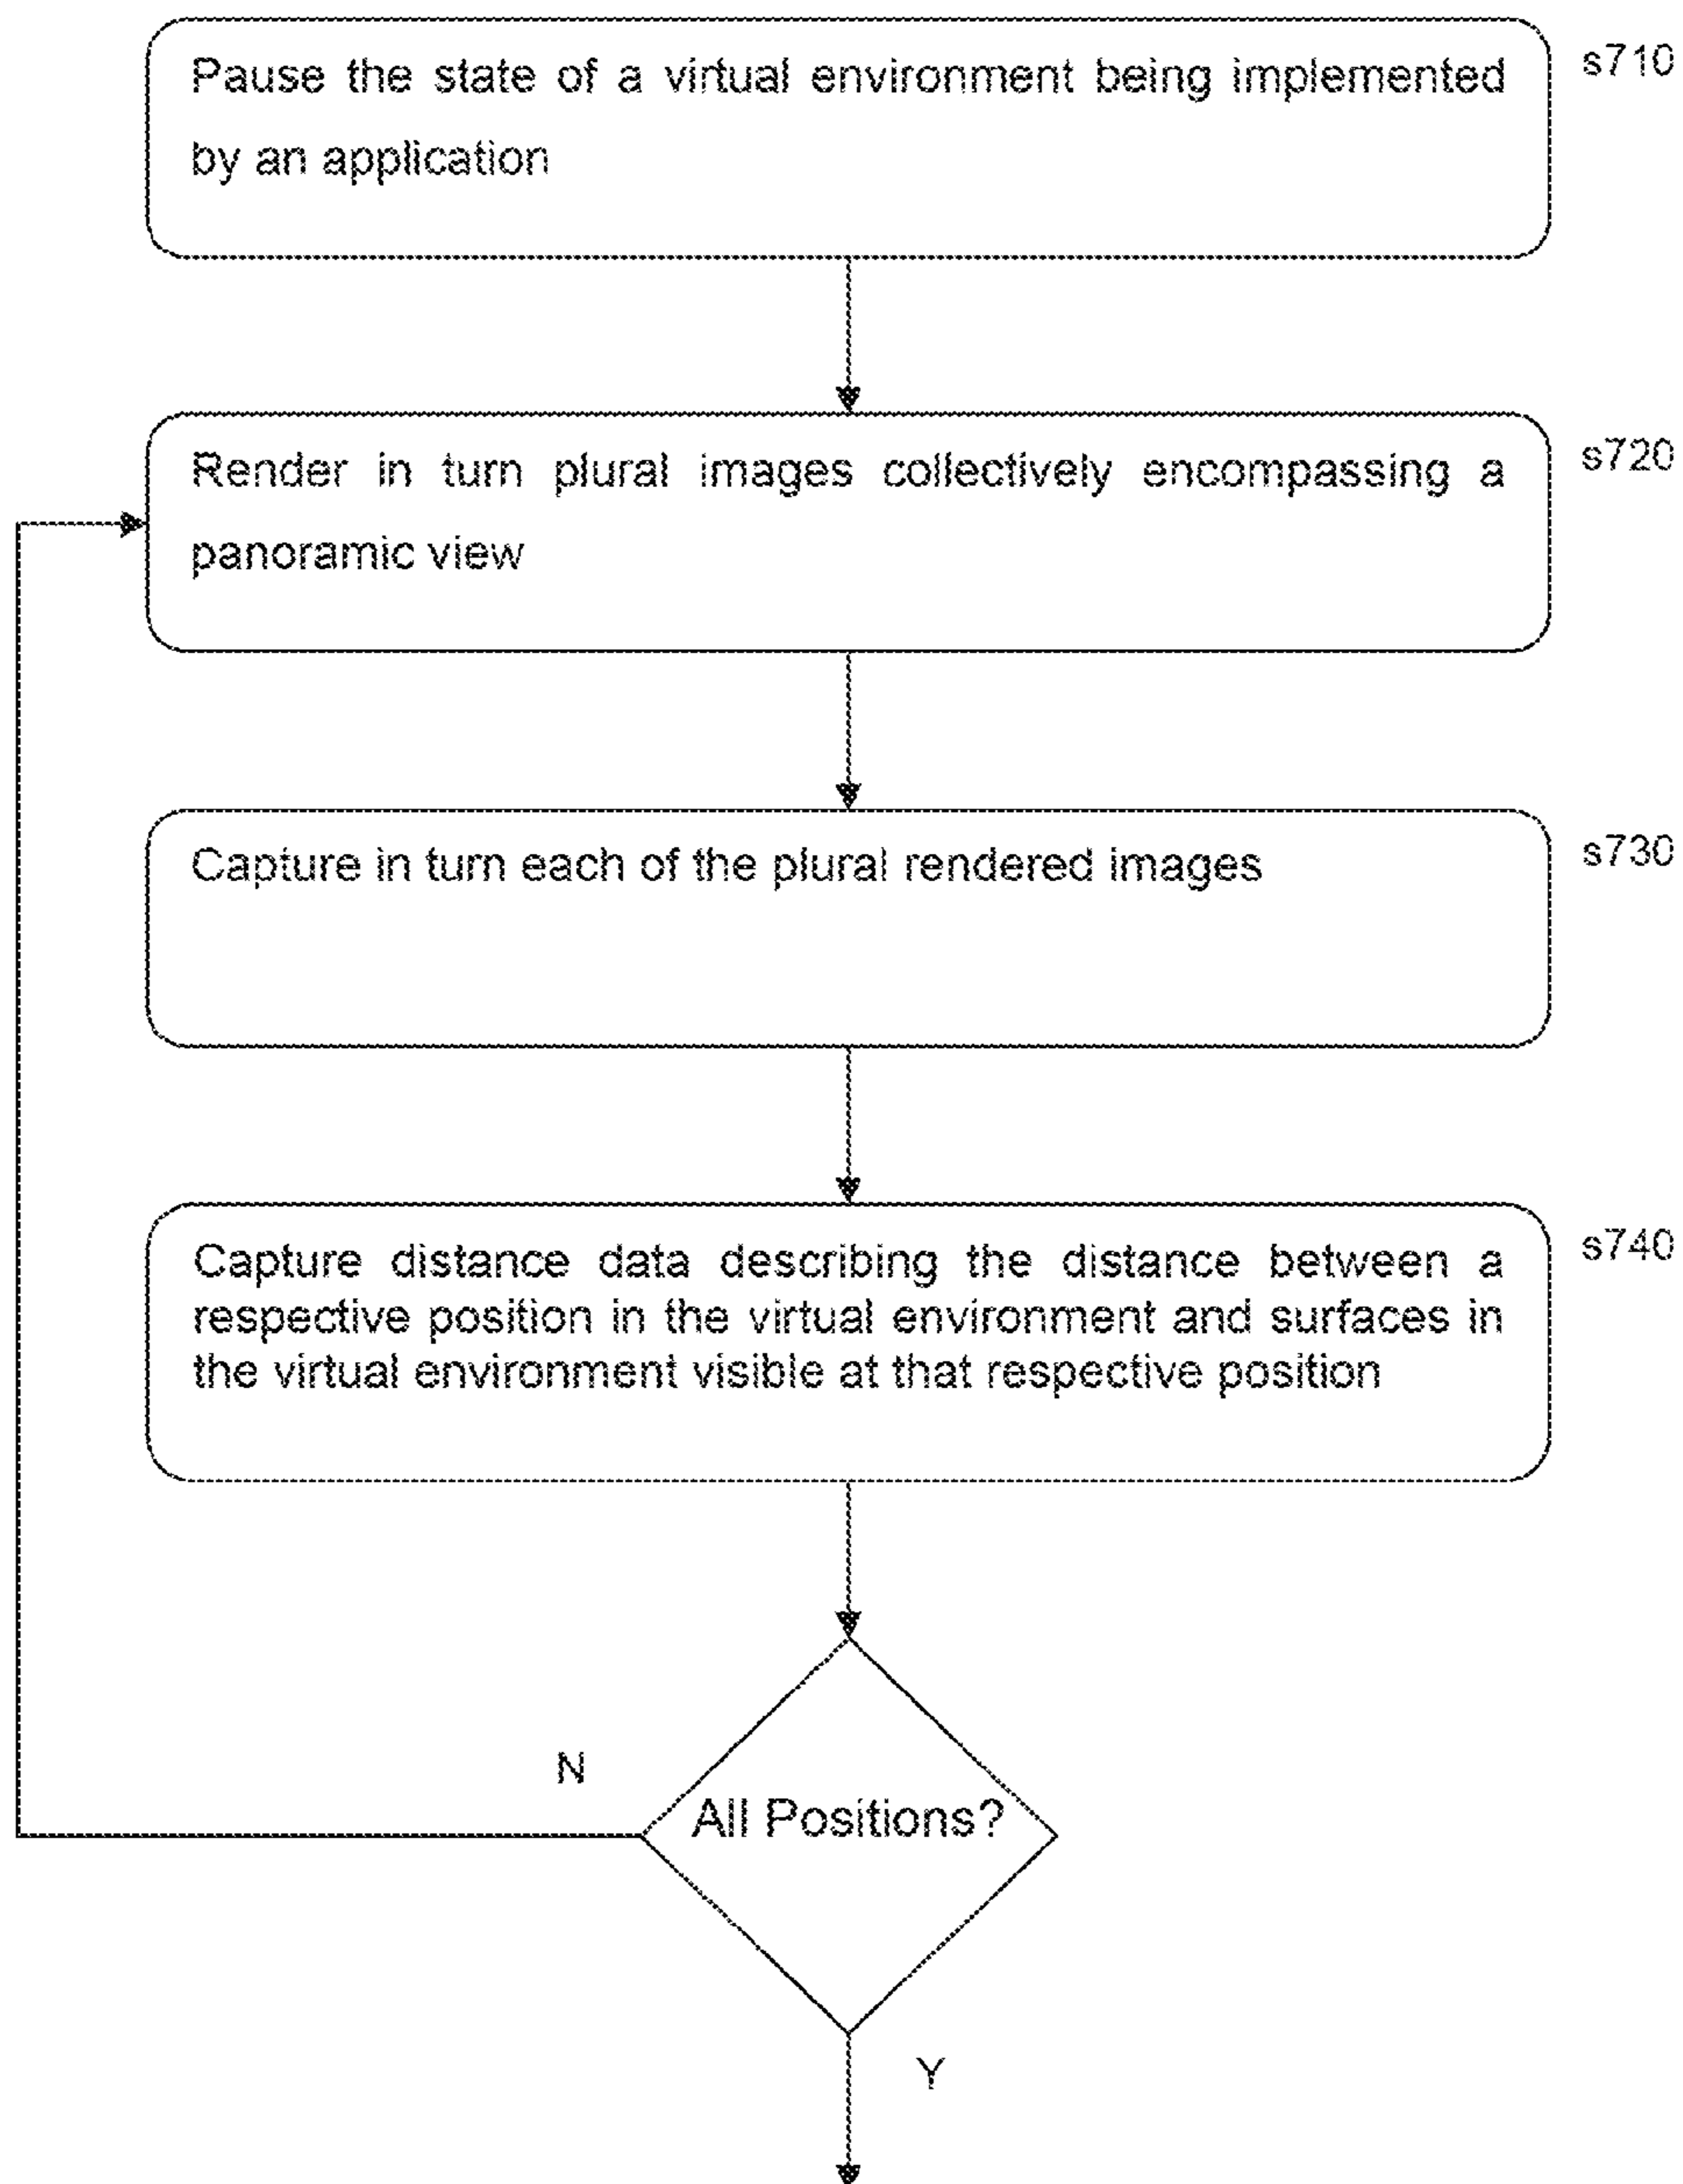 Pause the state of a virtual environment being implemented
by an application
s710
Render in turn plural images collectively encompassing a
panoramic view
s720
Capture in turn each of the plural rendered images
s730
Capture distance data describing the distance between a
respective position in the virtual environment and surfaces in
the virtual environment visible at that respective position
s740
N
All Positions?
Y